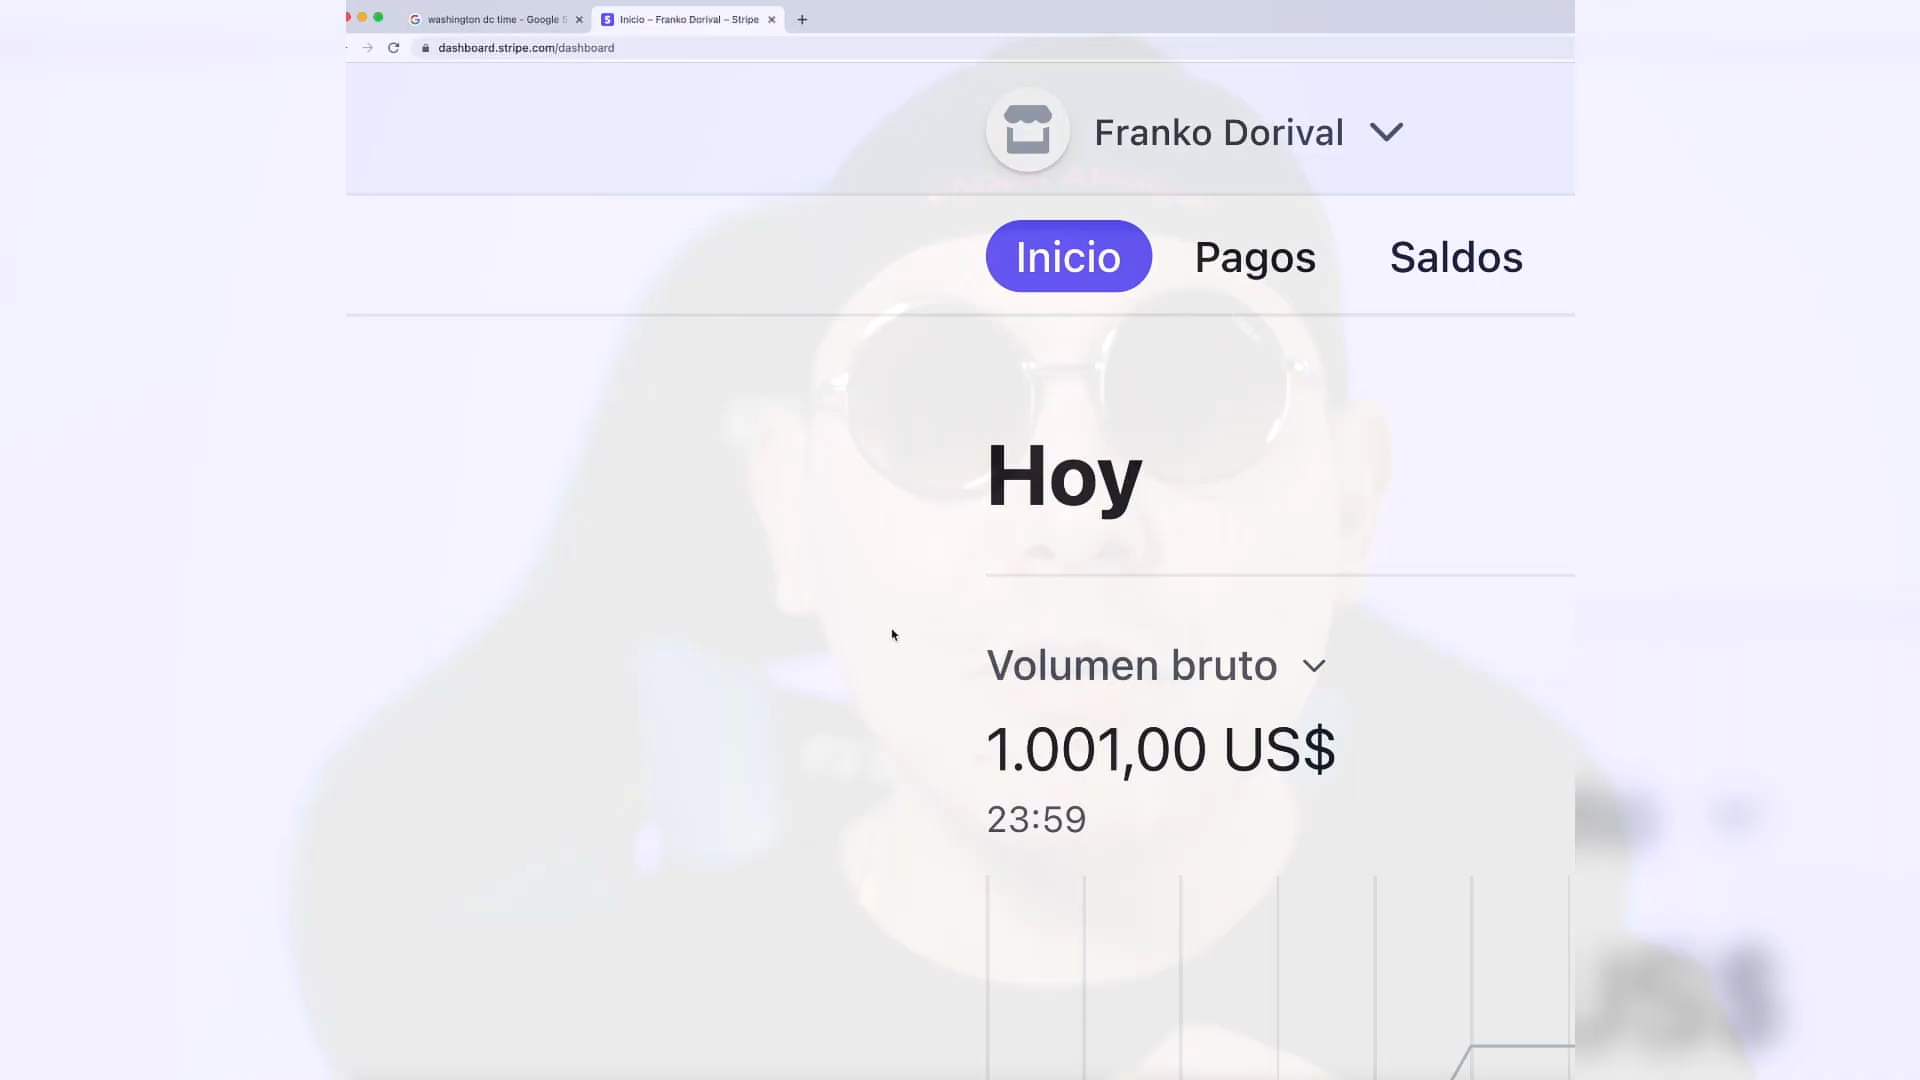 washington dc time - Google S
Inicio – Franko Dorival – Stripe
dashboard.stripe.com/dashboard
Franko Dorival
Inicio Pagos Saldos
Hoy
Volumen bruto
1.001,00 US$
23:59